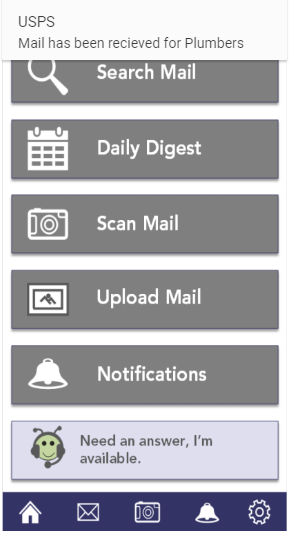 USPS
Mail has been recieved for Plumbers
Search Mail
Daily Digest
Scan Mail
Upload Mail
Notifications
Need an answer, I'm
available.